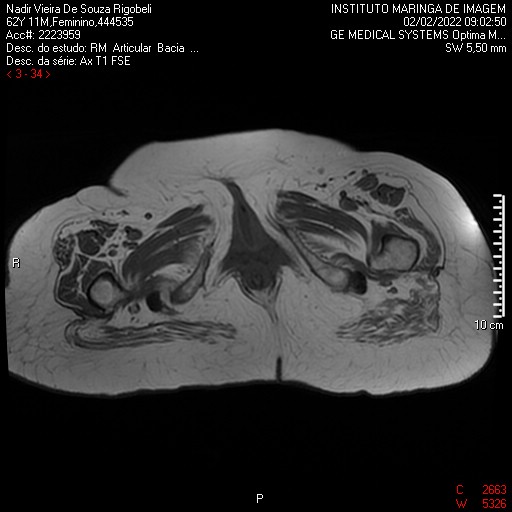 Nadir Vieira De Souza Rigobeli
62Y 11M,Feminino,444535
Acc#: 2223959
Desc. do estudo: RM Articular Bacia ...
Desc. da série: Ax T1 FSE
< 3 - 34 >
INSTITUTO MARINGA DE IMAGEM
02/02/2022 09:02:50
GE MEDICAL SYSTEMS Optima M...
SW 5,50 mm
R
10 cm
P
C 2663
W 5326